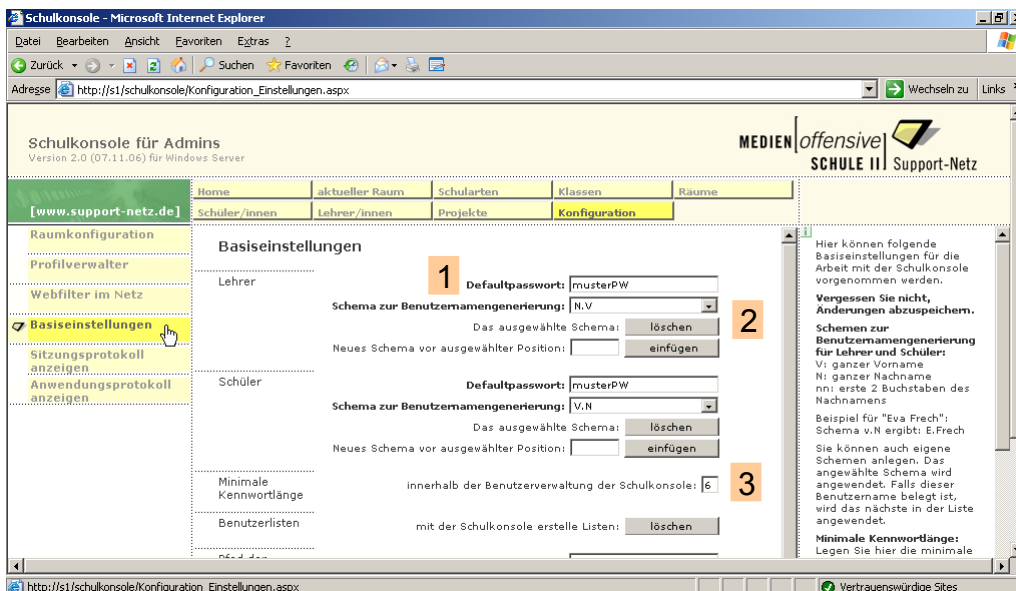 Schulkonsole - Microsoft Internet Explorer
Datei Bearbeiten Ansicht Favoriten Extras ?
Zurück Suchen Favoriten
Adresse http://s1/schulkonsole/Konfiguration_Einstellungen.aspx Wechseln zu Links
Schulkonsole für Admins
Version 2.0 (07.11.06) für Windows Server
MEDIEN offensive
SCHULE II Support-Netz
[www.support-netz.de]
Home aktueller Raum Schularten Klassen Räume
Schüler/innen Lehrer/innen Projekte Konfiguration
Raumkonfiguration
Profilverwalter
Webfilter im Netz
Basiseinstellungen
Sitzungsprotokoll
anzeigen
Anwendungsprotokoll
anzeigen
Basiseinstellungen
Lehrer
1
Defaultpasswort: musterPW
Schema zur Benutzernamengenerierung: N.V
2
Das ausgewählte Schema: löschen
Neues Schema vor ausgewählter Position: einfügen
Schüler
Defaultpasswort: musterPW
Schema zur Benutzernamengenerierung: V.N
Das ausgewählte Schema: löschen
Neues Schema vor ausgewählter Position: einfügen
Minimale
Kennwortlänge
innerhalb der Benutzerverwaltung der Schulkonsole: 6
3
Benutzerlisten
mit der Schulkonsole erstelle Listen: löschen
Pfad der
Hier können folgende
Basiseinstellungen für die
Arbeit mit der Schulkonsole
vorgenommen werden.
Vergessen Sie nicht,
Änderungen abzuspeichern.
Schemen zur
Benutzernamengenerierung
für Lehrer und Schüler:
V: ganzer Vorname
N: ganzer Nachname
nn: erste 2 Buchstaben des
Nachnamens
Beispiel für "Eva Frech":
Schema v.N ergibt: E.Frech
Sie können auch eigene
Schemen anlegen. Das
angewählte Schema wird
angewendet. Falls dieser
Benutzername belegt ist,
wird das nächste in der Liste
angewendet.
Minimale Kennwortlänge:
Legen Sie hier die minimale
http://s1/schulkonsole/Konfiguration_Einstellungen.aspx Vertrauenswürdige Sites